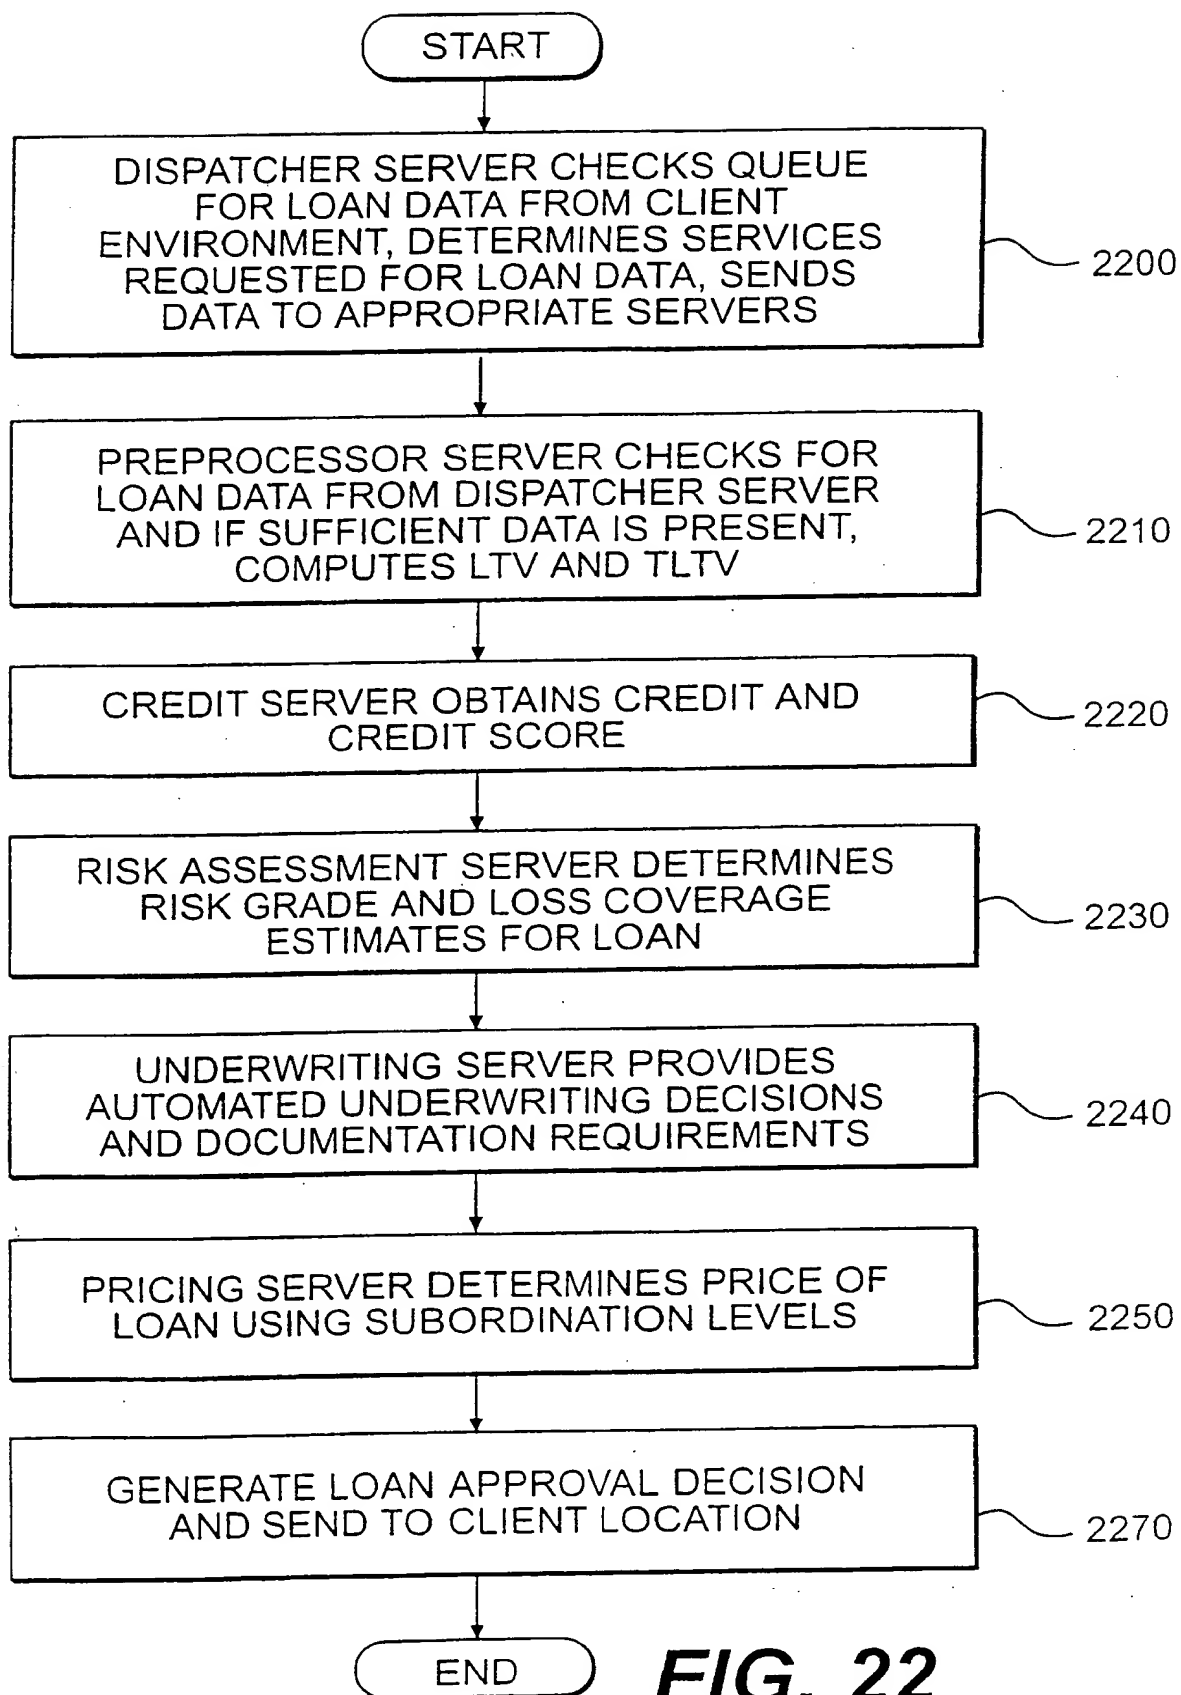 START
DISPATCHER SERVER CHECKS QUEUE
FOR LOAN DATA FROM CLIENT
ENVIRONMENT, DETERMINES SERVICES
REQUESTED FOR LOAN DATA, SENDS
DATA TO APPROPRIATE SERVERS
2200
PREPROCESSOR SERVER CHECKS FOR
LOAN DATA FROM DISPATCHER SERVER
AND IF SUFFICIENT DATA IS PRESENT,
COMPUTES LTV AND TLTV
2210
CREDIT SERVER OBTAINS CREDIT AND
CREDIT SCORE
2220
RISK ASSESSMENT SERVER DETERMINES
RISK GRADE AND LOSS COVERAGE
ESTIMATES FOR LOAN
2230
UNDERWRITING SERVER PROVIDES
AUTOMATED UNDERWRITING DECISIONS
AND DOCUMENTATION REQUIREMENTS
2240
PRICING SERVER DETERMINES PRICE OF
LOAN USING SUBORDINATION LEVELS
2250
GENERATE LOAN APPROVAL DECISION
AND SEND TO CLIENT LOCATION
2270
END
FIG. 22